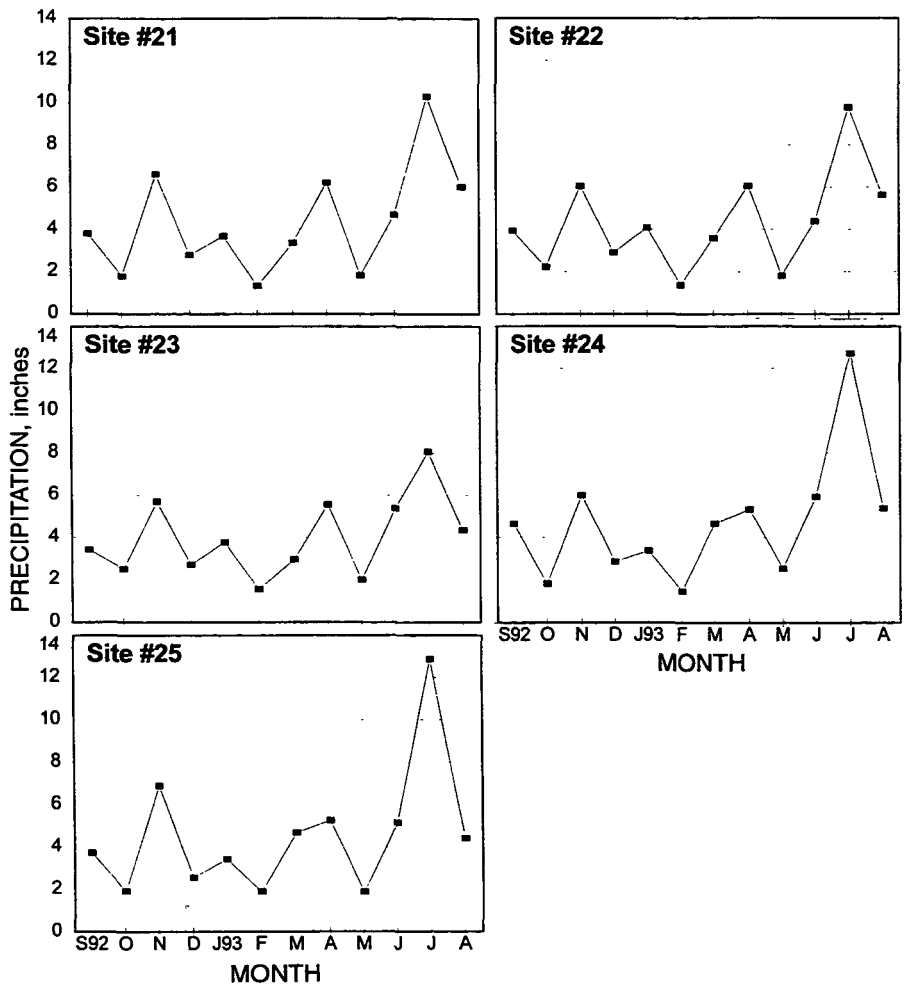 Site #21
14
12
10
8
6
4
2
0
Site #22
PRECIPITATION, inches
Site #23
14
12
10
8
6
4
2
0
Site #24
S92 O N D J93 F M A M J J A
MONTH
Site #25
14
12
10
8
6
4
2
0
S92 O N D J93 F M A M J J A
MONTH